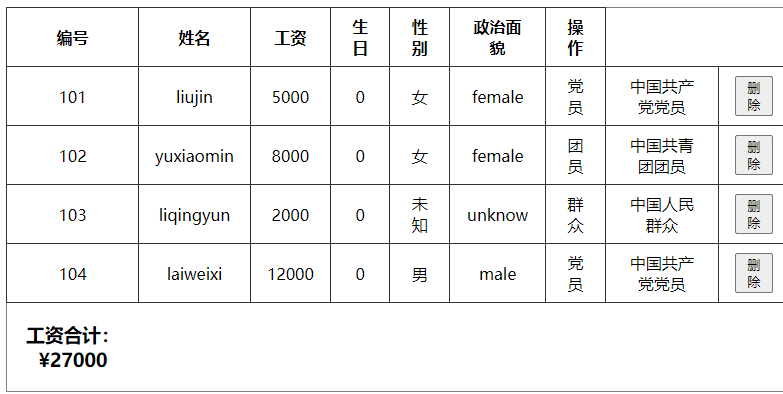 编号 姓名 工资 生日 性别 政治面貌 操作
101 liujin 5000 0 女 female 党员 中国共产党党员 删除
102 yuxiaomin 8000 0 女 female 团员 中国共青团团员 删除
103 liqingyun 2000 0 未知 unknow 群众 中国人民群众 删除
104 laiweixi 12000 0 男 male 党员 中国共产党党员 删除
工资合计：
¥27000